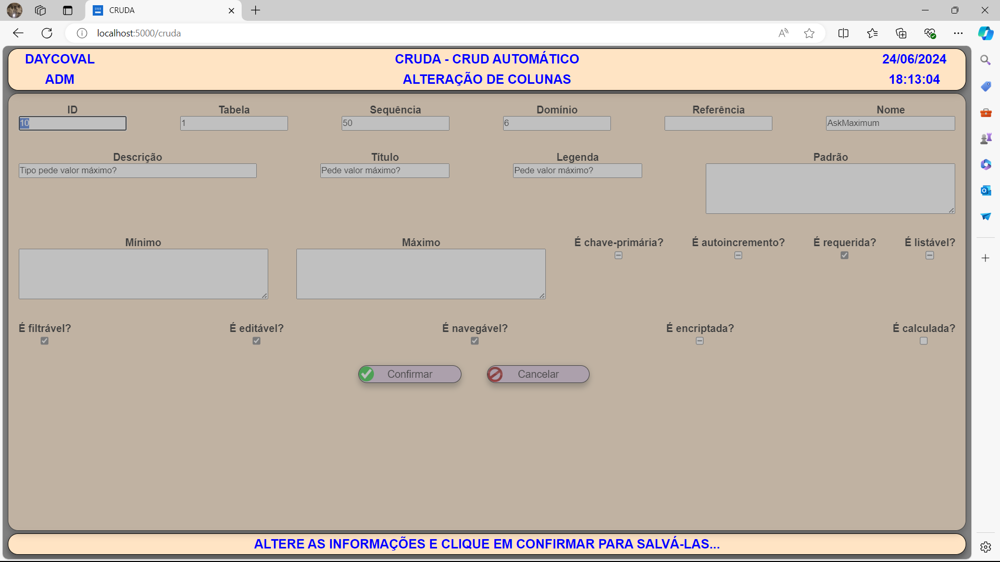 CRUDA
localhost:5000/cruda
DAYCOVAL
CRUDA - CRUD AUTOMÁTICO
24/06/2024
ADM
ALTERAÇÃO DE COLUNAS
18:13:04
ID
Tabela
Sequência
Domínio
Referência
Nome
10
1
50
6
AskMaximum
Descrição
Título
Legenda
Padrão
Tipo pede valor máximo?
Pede valor máximo?
Pede valor máximo?
Mínimo
Máximo
É chave-primária?
É autoincremento?
É requerida?
É listável?
É filtrável?
É editável?
É navegável?
É encriptada?
É calculada?
Confirmar
Cancelar
ALTERE AS INFORMAÇÕES E CLIQUE EM CONFIRMAR PARA SALVÁ-LAS...